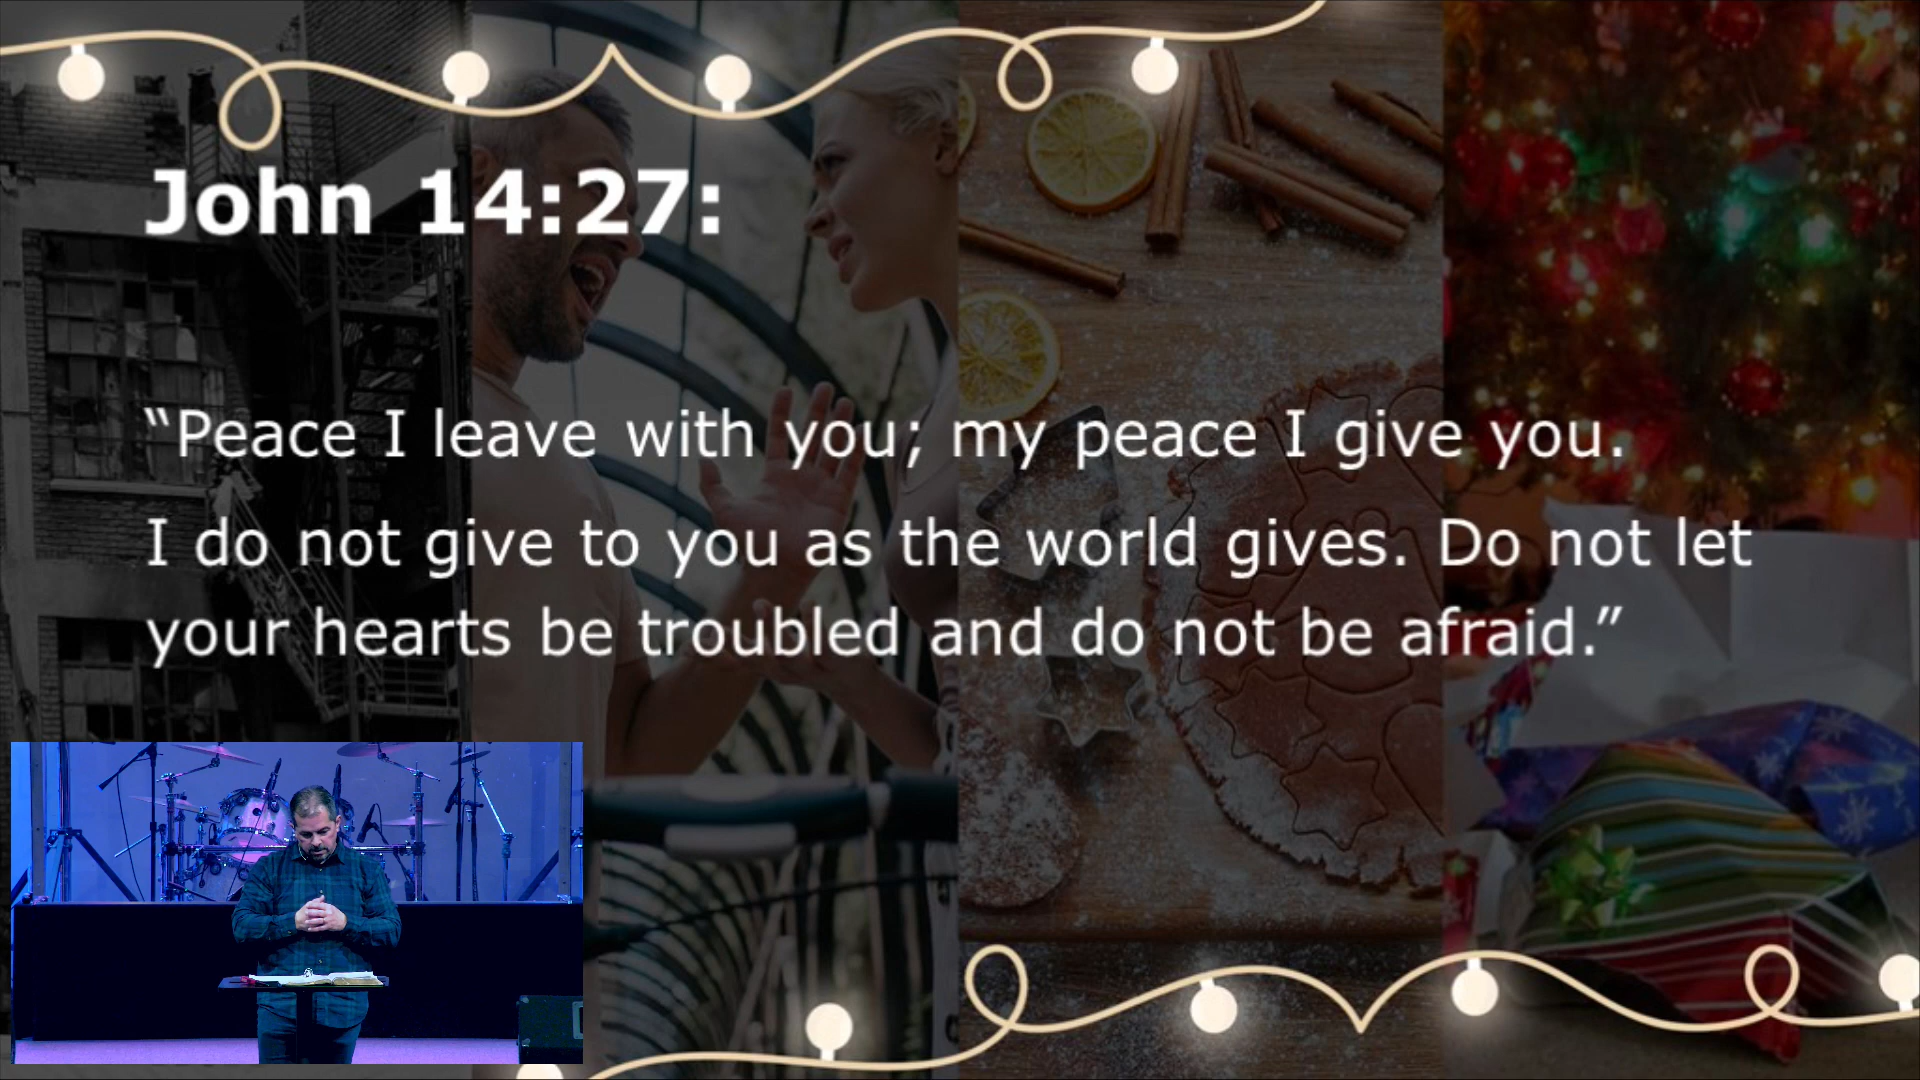 John 14:27:
“Peace I leave with you; my peace I give you.
I do not give to you as the world gives. Do not let
your hearts be troubled and do not be afraid.”